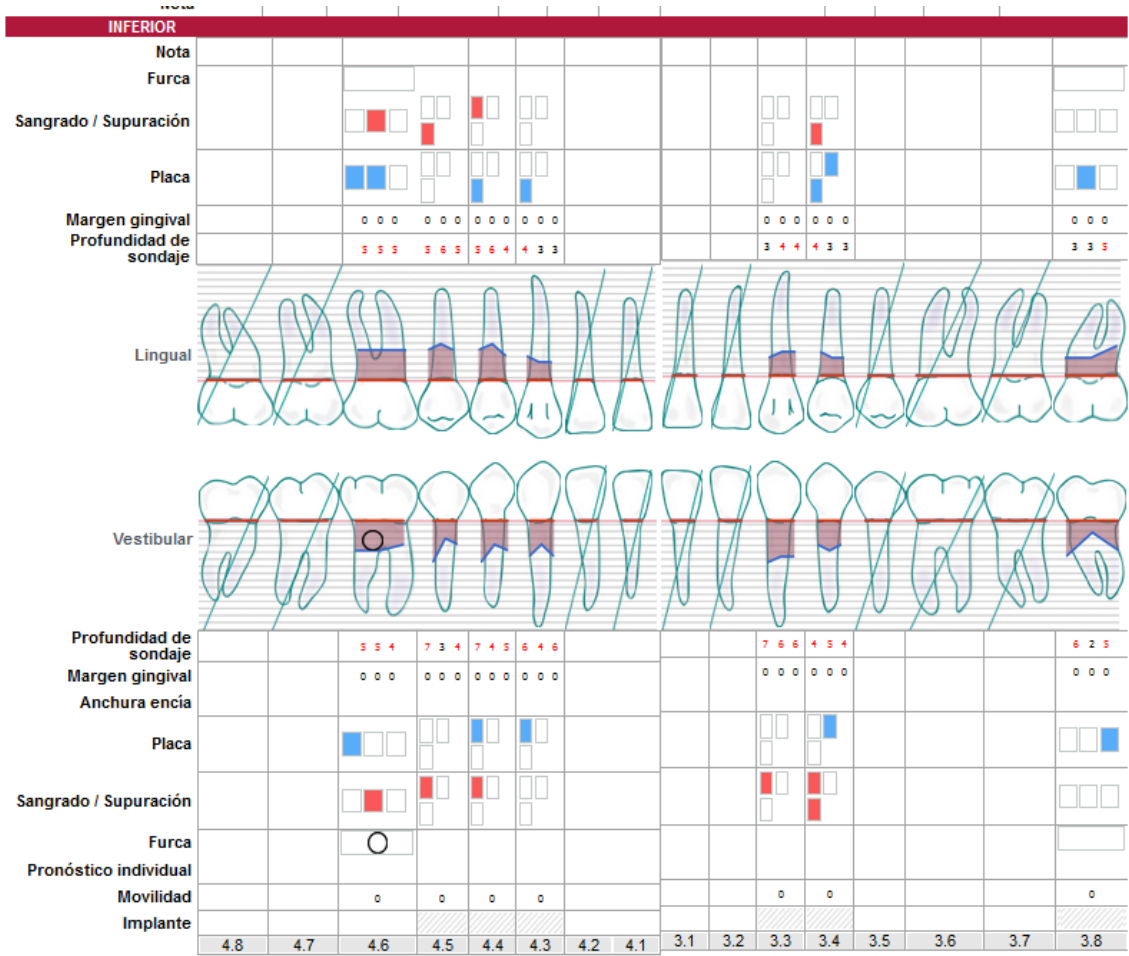 INFERIOR
Nota
Furca
Sangrado / Supuración
Placa
Margen gingival 0 0 0 0 0 0 0 0 0 0 0 0 0 0 0 0 0 0 0 0 0
Profundidad de
sondaje 5 5 5 5 6 5 5 6 4 4 3 3 3 4 4 4 3 3 3 3 5
Lingual
Vestibular
Profundidad de
sondaje 5 5 4 7 3 4 7 4 5 6 4 6 7 6 6 4 5 4 6 2 5
Margen gingival 0 0 0 0 0 0 0 0 0 0 0 0 0 0 0 0 0 0 0 0 0
Anchura encía
Placa
Sangrado / Supuración
Furca
Pronóstico individual
Movilidad 0 0 0 0 0 0 0
Implante
4.8 4.7 4.6 4.5 4.4 4.3 4.2 4.1 3.1 3.2 3.3 3.4 3.5 3.6 3.7 3.8